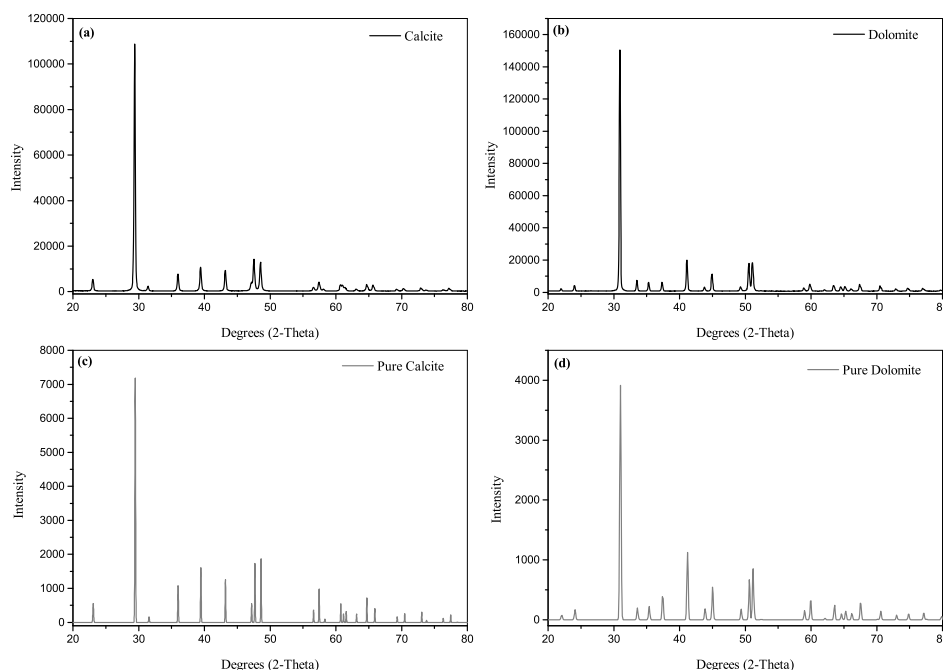 (a)
Calcite
120000
100000
80000
60000
40000
20000
0
Intensity
20 30 40 50 60 70 80
Degrees (2-Theta)
(b)
Dolomite
160000
140000
120000
100000
80000
60000
40000
20000
0
Intensity
20 30 40 50 60 70 80
Degrees (2-Theta)
(c)
Pure Calcite
8000
7000
6000
5000
4000
3000
2000
1000
0
Intensity
20 30 40 50 60 70 80
Degrees (2-Theta)
(d)
Pure Dolomite
4000
3000
2000
1000
0
Intensity
20 30 40 50 60 70 80
Degrees (2-Theta)